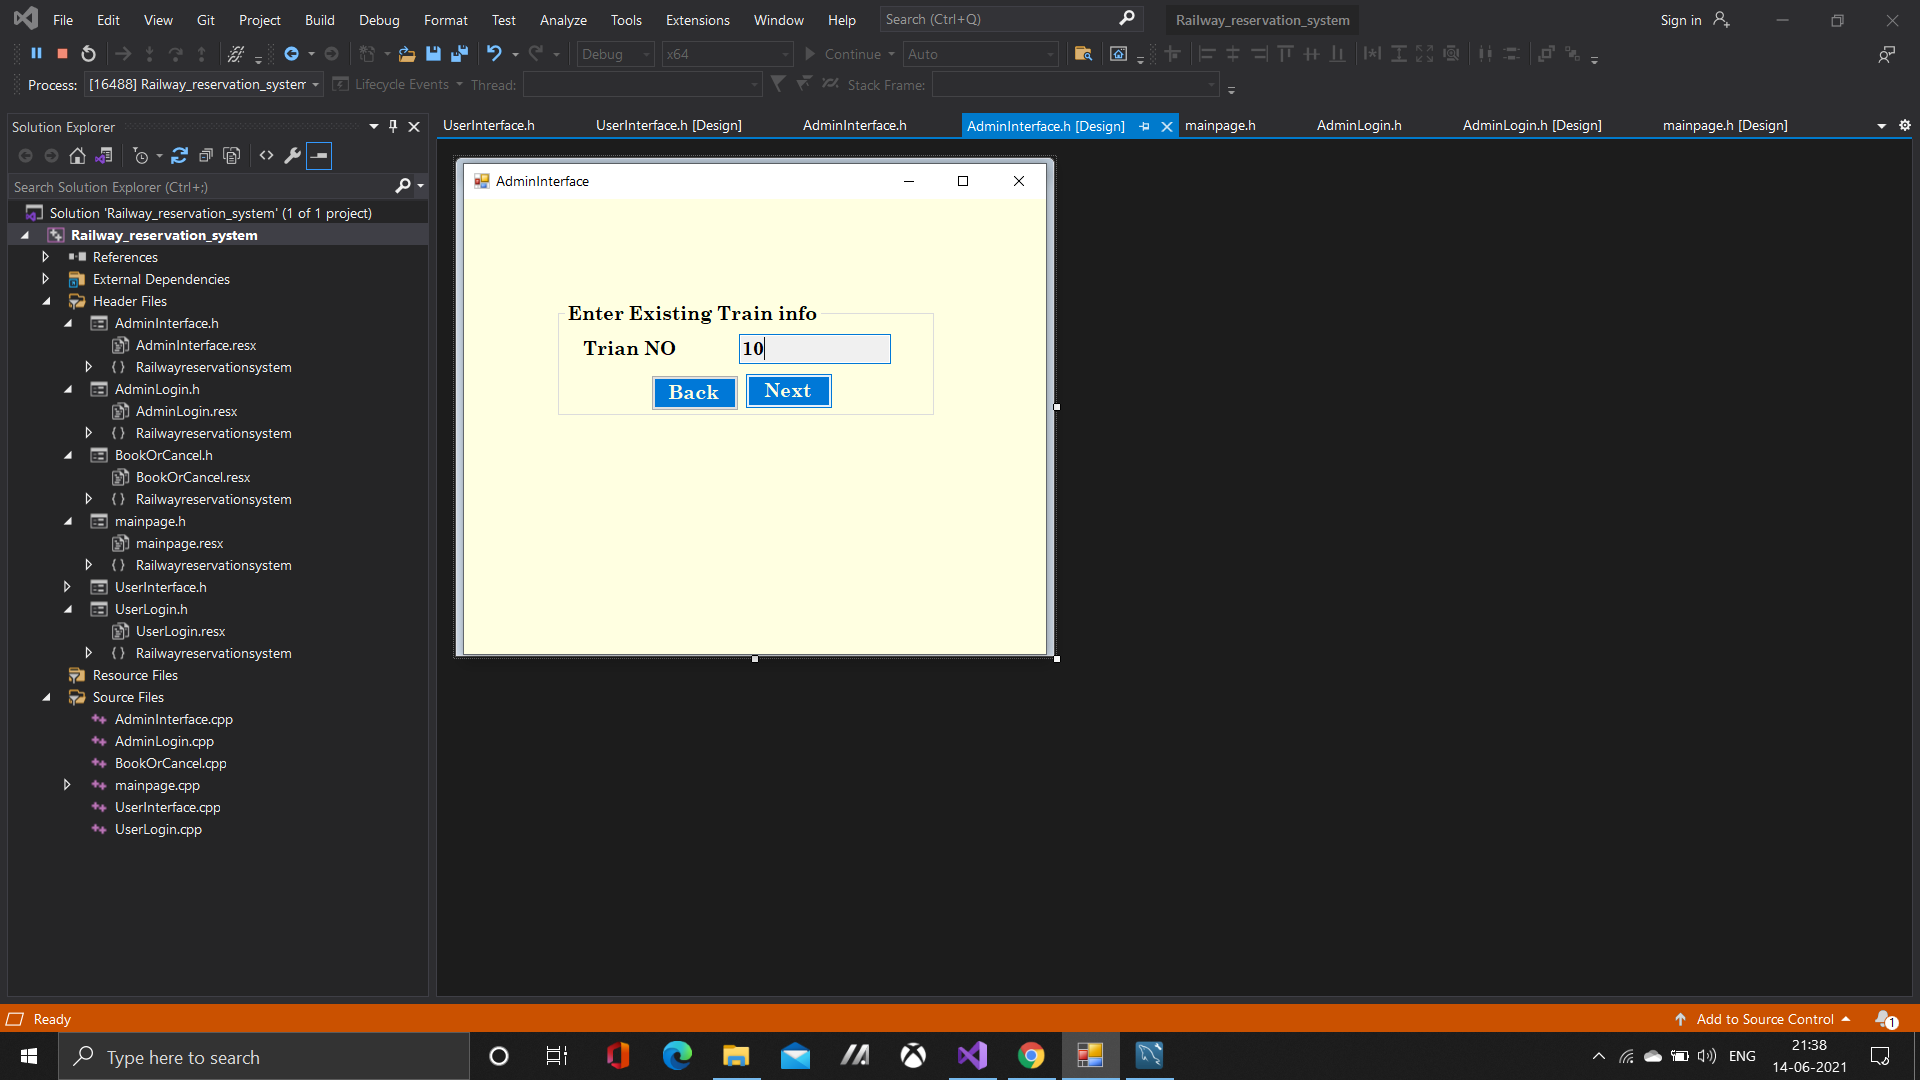 File Edit View Git Project Build Debug Format Test Analyze Tools Extensions Window Help Search (Ctrl+Q) Railway_reservation_system Sign in
Debug x64 Continue Auto
Process: [16488] Railway_reservation_system Lifecycle Events Thread: Stack Frame:
Solution Explorer
UserInterface.h UserInterface.h [Design] AdminInterface.h AdminInterface.h [Design] mainpage.h AdminLogin.h AdminLogin.h [Design] mainpage.h [Design]
Search Solution Explorer (Ctrl+;)
Solution 'Railway_reservation_system' (1 of 1 project)
Railway_reservation_system
References
External Dependencies
Header Files
AdminInterface.h
AdminInterface.resx
Railwayreservationsystem
AdminLogin.h
AdminLogin.resx
Railwayreservationsystem
BookOrCancel.h
BookOrCancel.resx
Railwayreservationsystem
mainpage.h
mainpage.resx
Railwayreservationsystem
UserInterface.h
UserLogin.h
UserLogin.resx
Railwayreservationsystem
Resource Files
Source Files
AdminInterface.cpp
AdminLogin.cpp
BookOrCancel.cpp
mainpage.cpp
UserInterface.cpp
UserLogin.cpp
AdminInterface
Enter Existing Train info
Trian NO 10
Back Next
Ready Add to Source Control 1
Type here to search ENG 21:38
14-06-2021